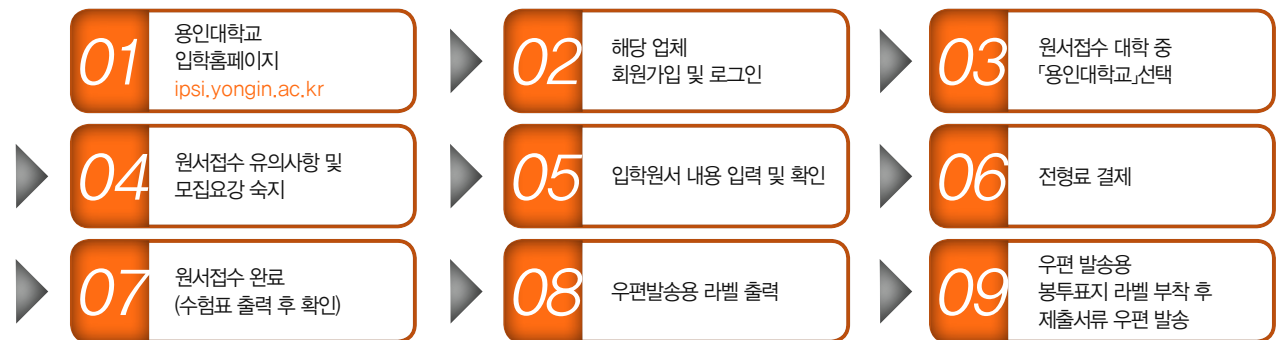 01
용인대학교
입학홈페이지
ipsi.yongin.ac.kr
02
해당 업체
회원가입 및 로그인
03
원서접수 대학 중
「용인대학교」선택
04
원서접수 유의사항 및
모집요강 숙지
05
입학원서 내용 입력 및 확인
06
전형료 결제
07
원서접수 완료
(수험표 출력 후 확인)
08
우편발송용 라벨 출력
09
우편 발송용
봉투표지 라벨 부착 후
제출서류 우편 발송